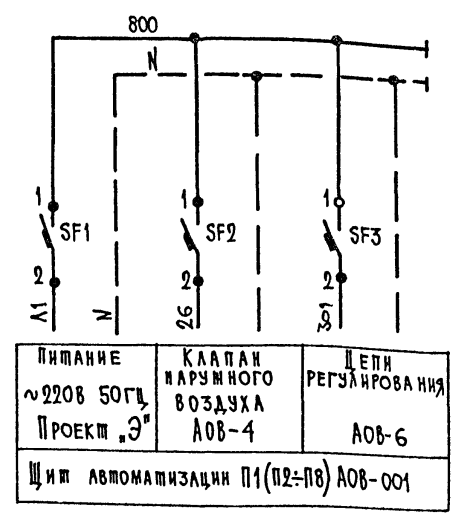 800
N
1
1
1
SF1
SF2
SF3
2
2
2
Л1
N
26
301
Питание
~220В 50Гц
Проект „Э"
Клапан
наружного
воздуха
АОВ-4
Цепи
регулирования
АОВ-6
Щит автоматизации П1(П2÷П8) АОВ-001